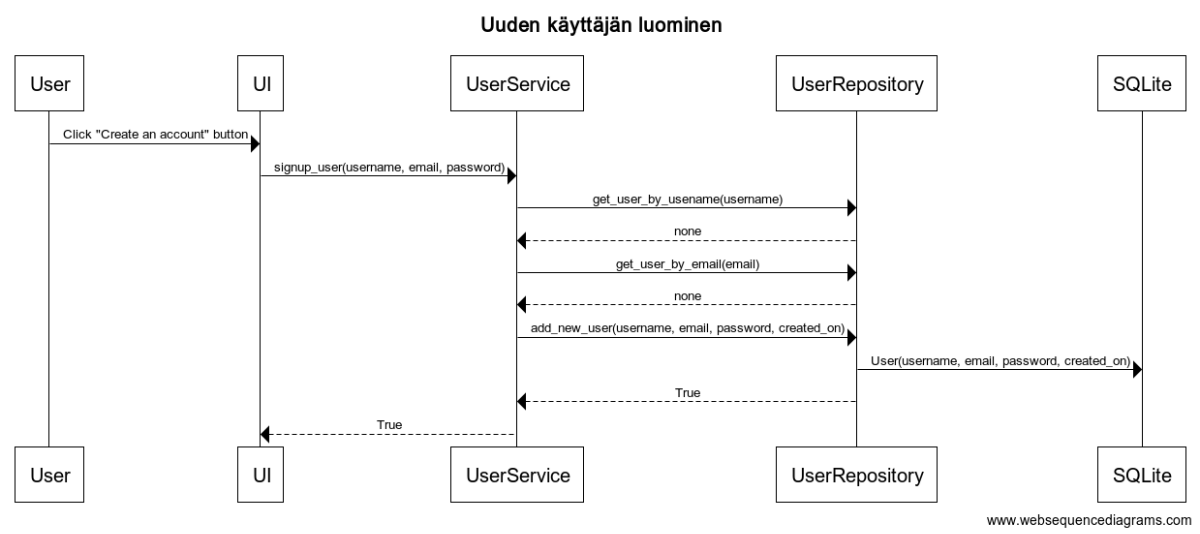 Uuden käyttäjän luominen
User UI UserService UserRepository SQLite
Click "Create an account" button
signup_user(username, email, password)
get_user_by_usename(username)
none
get_user_by_email(email)
none
add_new_user(username, email, password, created_on)
User(username, email, password, created_on)
True
True
User UI UserService UserRepository SQLite
www.websequencediagrams.com